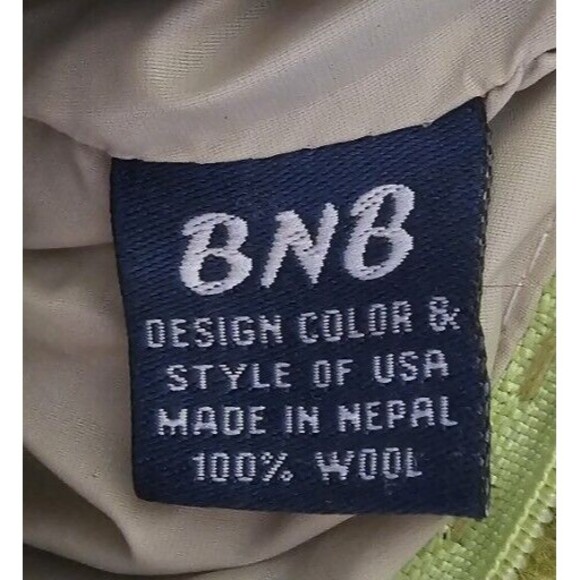 BNB
DESIGN COLOR &
STYLE OF USA
MADE IN NEPAL
100% WOOL